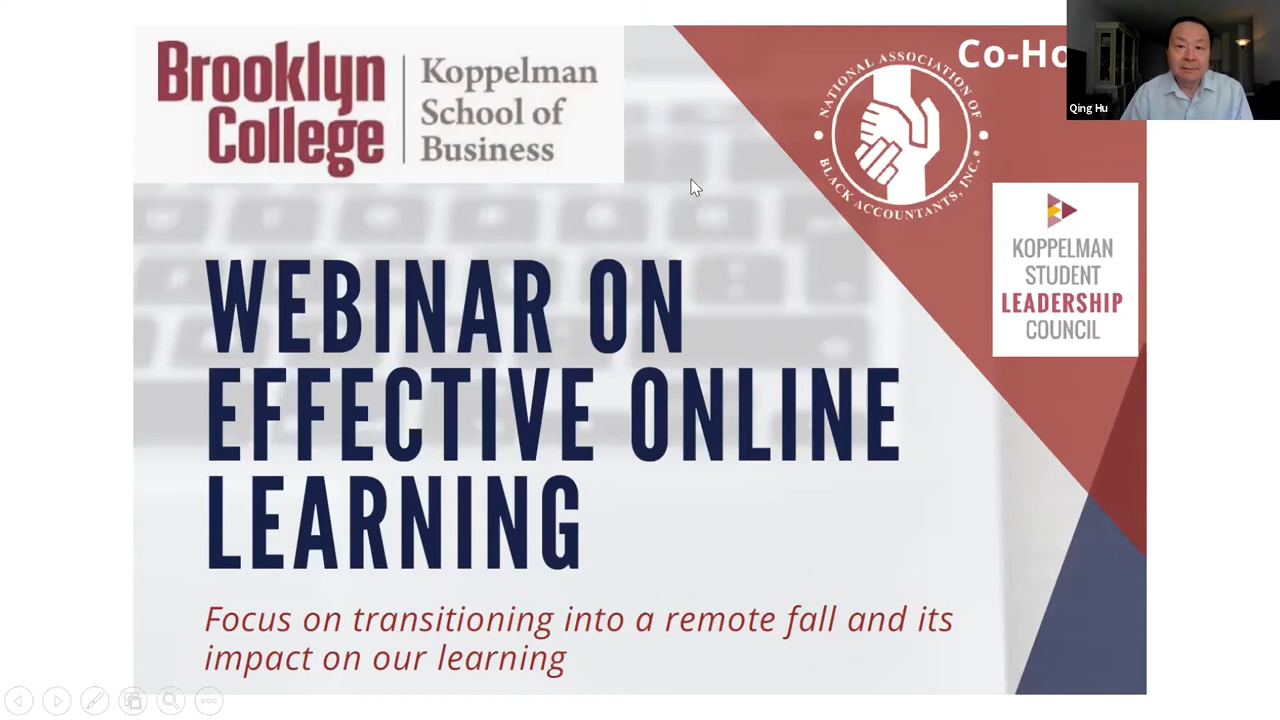 Brooklyn
College
Koppelman
School of
Business
Co-Ho
NATIONAL ASSOCIATION OF
BLACK ACCOUNTANTS, INC.®
Qing Hu
KOPPELMAN
STUDENT
LEADERSHIP
COUNCIL
WEBINAR ON
EFFECTIVE ONLINE
LEARNING
Focus on transitioning into a remote fall and its
impact on our learning